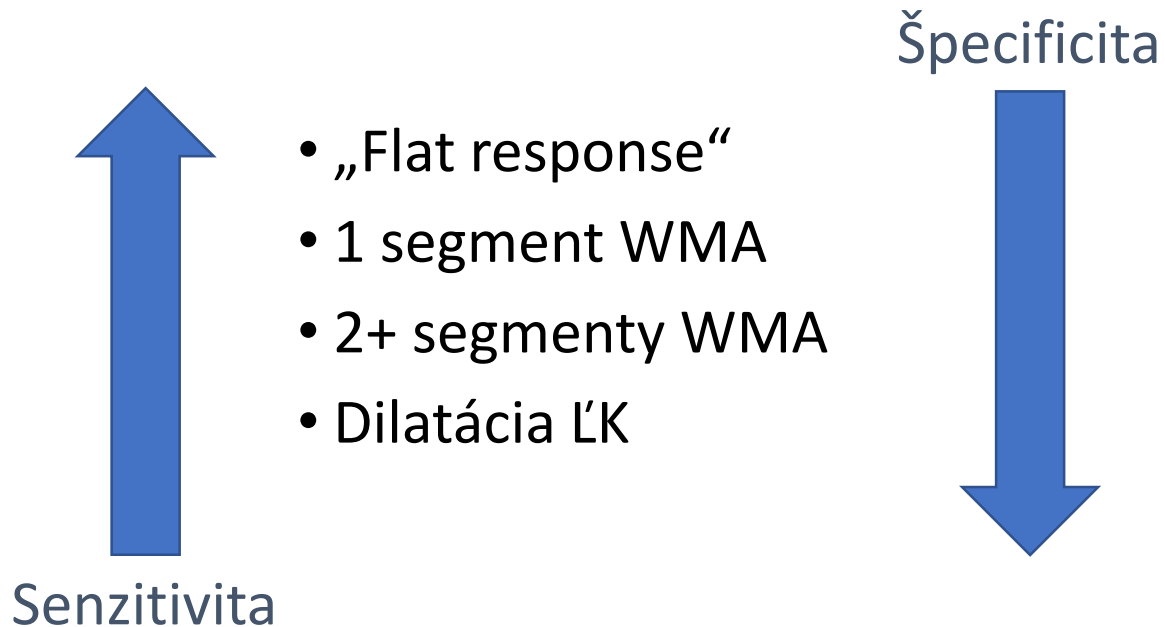 Špecificita
• „Flat response“
• 1 segment WMA
• 2+ segmenty WMA
• Dilatácia ĽK
Senzitivita